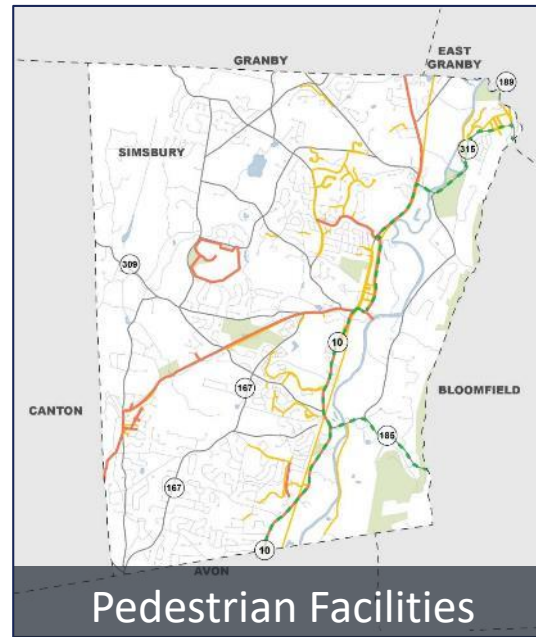 GRANBY
EAST
GRANBY
189
SIMSBURY
315
309
10
CANTON
167
BLOOMFIELD
185
167
10
AVON
Pedestrian Facilities